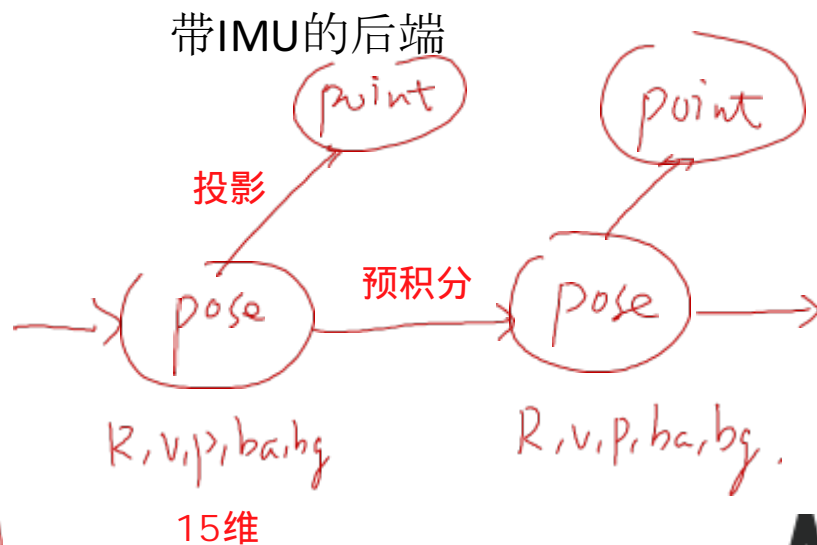 带IMU的后端
point
point
投影
pose
预积分
pose
R,v,p,ba,bg
R,v,p,ba,bg.
15维